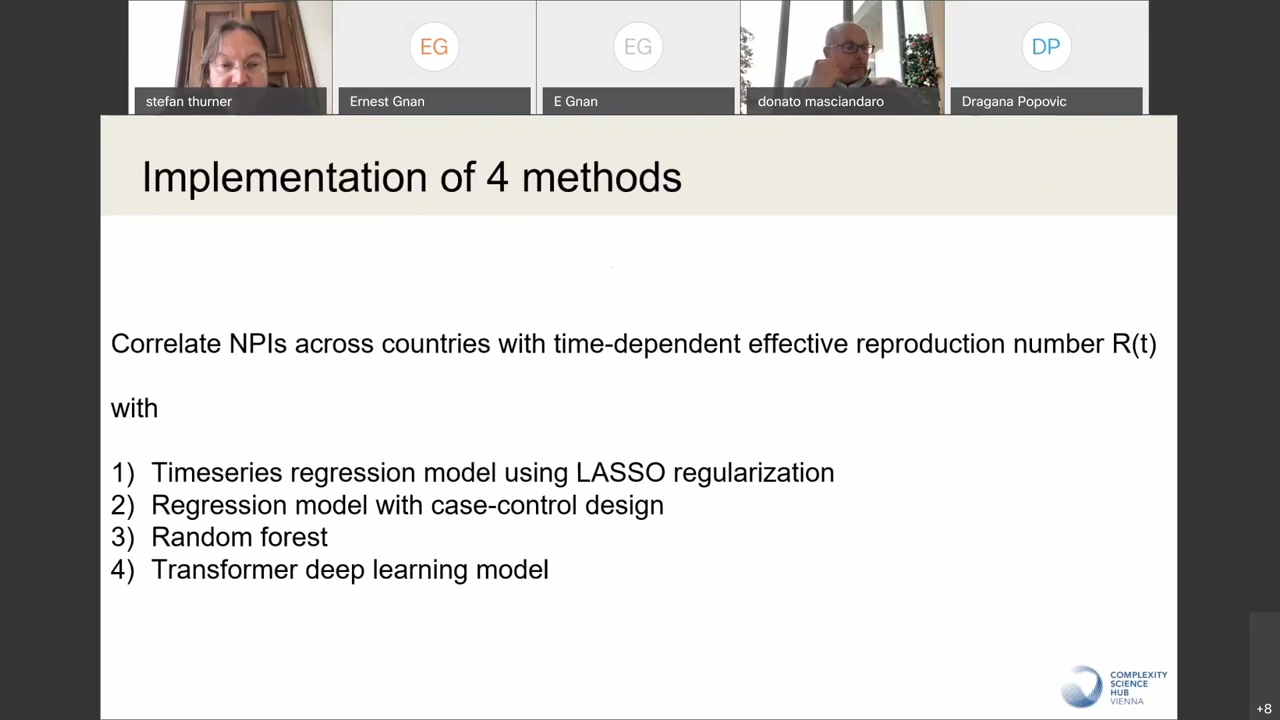 EG
EG
DP
stefan thurner
Ernest Gnan
E Gnan
donato masciandaro
Dragana Popovic
Implementation of 4 methods
Correlate NPIs across countries with time-dependent effective reproduction number R(t)
with
1) Timeseries regression model using LASSO regularization
2) Regression model with case-control design
3) Random forest
4) Transformer deep learning model
COMPLEXITY
SCIENCE
HUB
VIENNA
+8